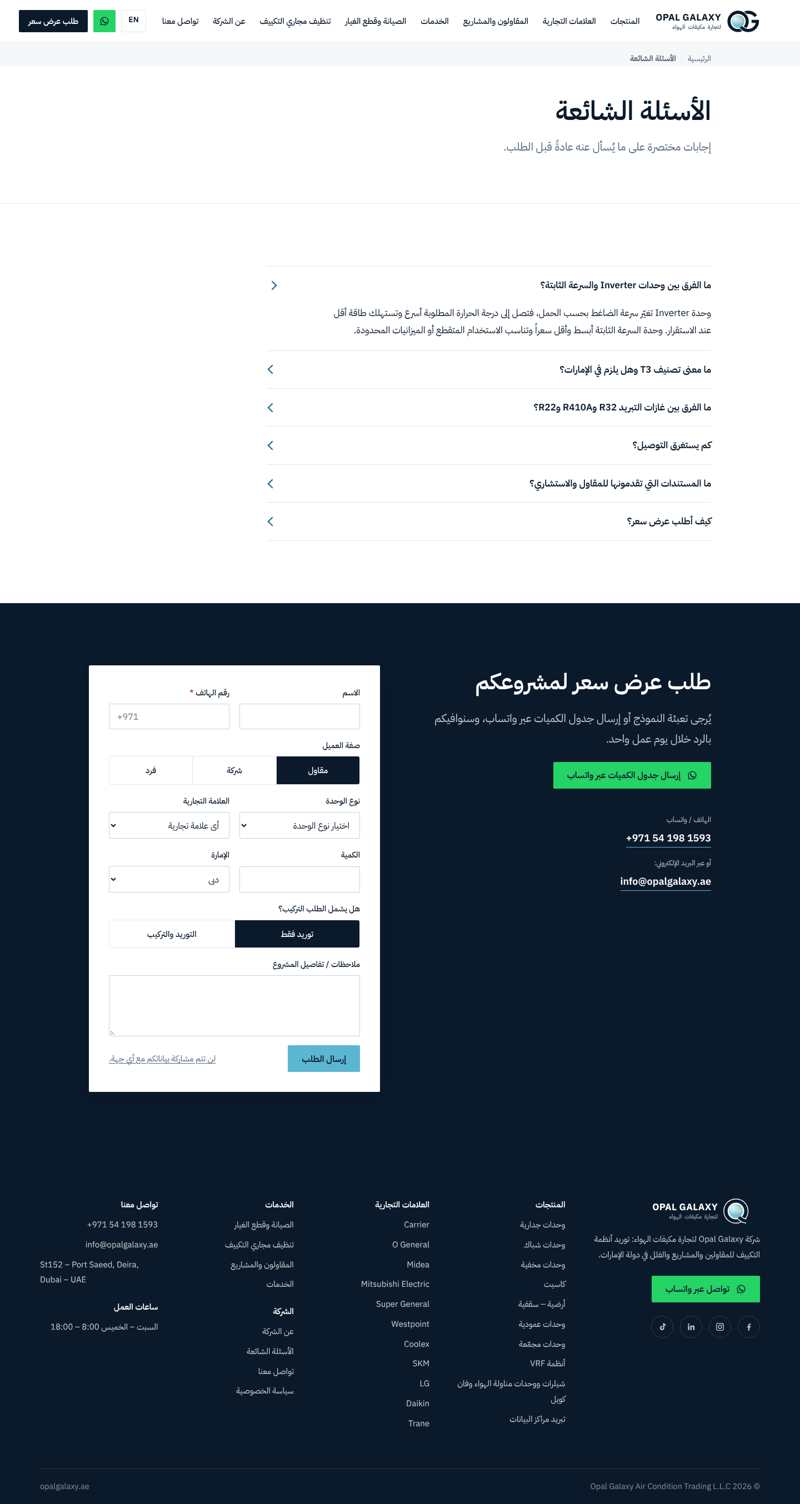 OPAL GALAXY
لتجارة مكيفات الهواء
المنتجات
العلامات التجارية
المقاولون والمشاريع
الخدمات
الصيانة وقطع الغيار
تنظيف مجاري التكييف
عن الشركة
تواصل معنا
EN
طلب عرض سعر
الرئيسية
الأسئلة الشائعة
الأسئلة الشائعة
إجابات مختصرة على ما يُسأل عنه عادةً قبل الطلب.
ما الفرق بين وحدات Inverter والسرعة الثابتة؟
وحدة Inverter تغيّر سرعة الضاغط بحسب الحمل، فتصل إلى درجة الحرارة المطلوبة أسرع وتستهلك طاقة أقل
عند الاستقرار. وحدة السرعة الثابتة أبسط وأقل سعراً وتناسب الاستخدام المتقطع أو الميزانيات المحدودة.
ما معنى تصنيف T3 وهل يلزم في الإمارات؟
ما الفرق بين غازات التبريد R32 وR410A وR22؟
كم يستغرق التوصيل؟
ما المستندات التي تقدمونها للمقاول والاستشاري؟
كيف أطلب عرض سعر؟
طلب عرض سعر لمشروعكم
يُرجى تعبئة النموذج أو إرسال جدول الكميات عبر واتساب، وسنوافيكم
بالرد خلال يوم عمل واحد.
إرسال جدول الكميات عبر واتساب
الهاتف / واتساب
+971 54 198 1593
أو عبر البريد الإلكتروني:
info@opalgalaxy.ae
الاسم
رقم الهاتف *
+971
صفة العميل
مقاول
شركة
فرد
نوع الوحدة
العلامة التجارية
اختيار نوع الوحدة
أي علامة تجارية
الكمية
الإمارة
دبي
هل يشمل الطلب التركيب؟
توريد فقط
التوريد والتركيب
ملاحظات / تفاصيل المشروع
إرسال الطلب
لن تتم مشاركة بياناتكم مع أي جهة.
OPAL GALAXY
لتجارة مكيفات الهواء
شركة Opal Galaxy لتجارة مكيفات الهواء: توريد أنظمة
التكييف للمقاولين والمشاريع والفلل في دولة الإمارات.
تواصل عبر واتساب
المنتجات
وحدات جدارية
وحدات شباك
وحدات مخفية
كاسيت
أرضية – سقفية
وحدات عمودية
وحدات مجمّعة
أنظمة VRF
شيلرات ووحدات مناولة الهواء وفان
كويل
تبريد مراكز البيانات
العلامات التجارية
Carrier
O General
Midea
Mitsubishi Electric
Super General
Westpoint
Coolex
SKM
LG
Daikin
Trane
الخدمات
الصيانة وقطع الغيار
تنظيف مجاري التكييف
المقاولون والمشاريع
الخدمات
الشركة
عن الشركة
الأسئلة الشائعة
تواصل معنا
سياسة الخصوصية
تواصل معنا
+971 54 198 1593
info@opalgalaxy.ae
St152 – Port Saeed, Deira,
Dubai – UAE
ساعات العمل
السبت – الخميس 8:00 – 18:00
© 2026 Opal Galaxy Air Condition Trading L.L.C
opalgalaxy.ae